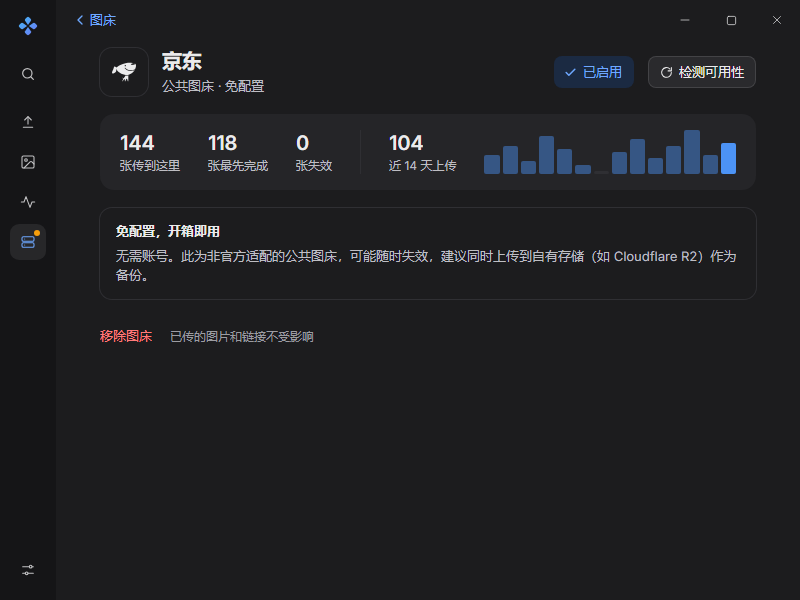 图床
京东
公共图床 · 免配置
已启用
检测可用性
144
张传到这里
118
张最先完成
0
张失效
104
近 14 天上传
免配置，开箱即用
无需账号。此为非官方适配的公共图床，可能随时失效，建议同时上传到自有存储（如 Cloudflare R2）作为
备份。
移除图床
已传的图片和链接不受影响